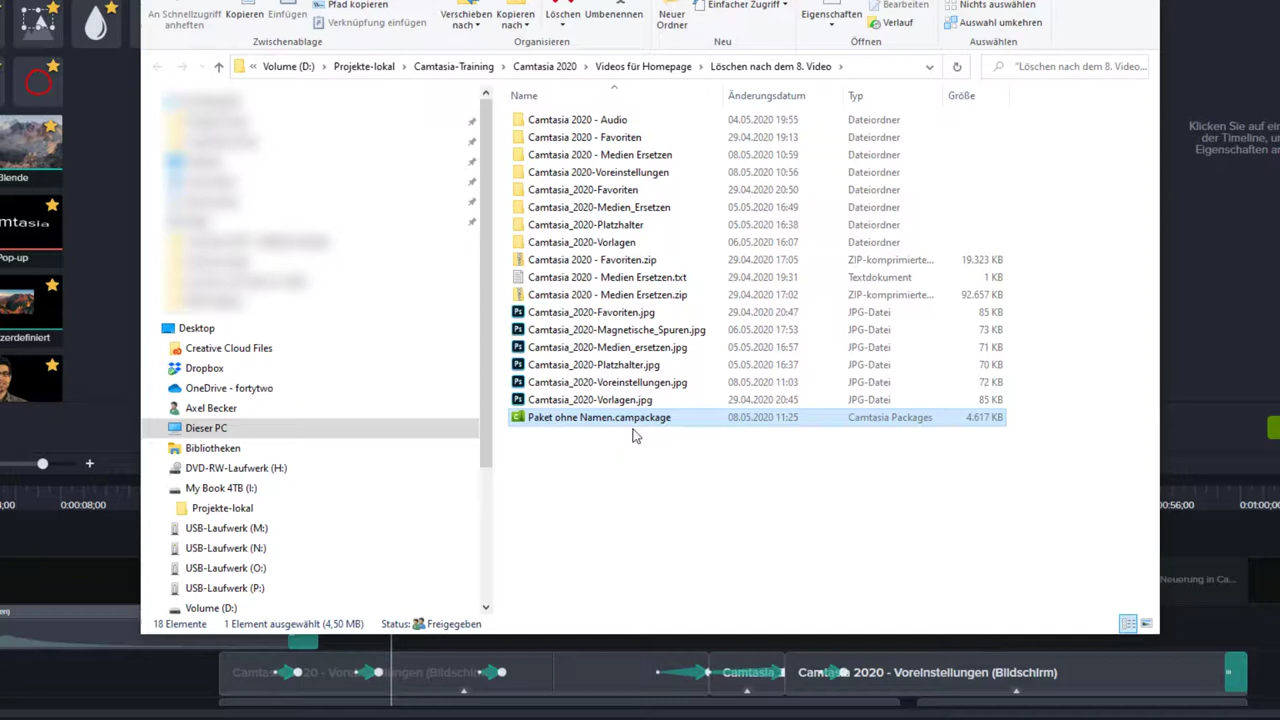 An Schnellzugriff anheften
Kopieren
Einfügen
Pfad kopieren
Verknüpfung einfügen
Zwischenablage
Verschieben nach
Kopieren nach
Löschen
Umbenennen
Organisieren
Neuer Ordner
Einfacher Zugriff
Neu
Eigenschaften
Bearbeiten
Verlauf
Öffnen
Nichts auswählen
Auswahl umkehren
Auswählen
« Volume (D:) › Projekte-lokal › Camtasia-Training › Camtasia 2020 › Videos für Homepage › Löschen nach dem 8. Video ›
"Löschen nach dem 8. Video...
Name Änderungsdatum Typ Größe
Camtasia 2020 - Audio 04.05.2020 19:55 Dateiordner
Camtasia 2020 - Favoriten 29.04.2020 19:13 Dateiordner
Camtasia 2020 - Medien Ersetzen 08.05.2020 10:59 Dateiordner
Camtasia 2020-Voreinstellungen 08.05.2020 10:56 Dateiordner
Camtasia_2020-Favoriten 29.04.2020 20:50 Dateiordner
Camtasia_2020-Medien_Ersetzen 05.05.2020 16:49 Dateiordner
Camtasia_2020-Platzhalter 05.05.2020 16:38 Dateiordner
Camtasia_2020-Vorlagen 06.05.2020 16:07 Dateiordner
Camtasia 2020 - Favoriten.zip 29.04.2020 17:05 ZIP-komprimierte... 19.323 KB
Camtasia 2020 - Medien Ersetzen.txt 29.04.2020 19:31 Textdokument 1 KB
Camtasia 2020 - Medien Ersetzen.zip 29.04.2020 17:02 ZIP-komprimierte... 92.657 KB
Camtasia_2020-Favoriten.jpg 29.04.2020 20:47 JPG-Datei 85 KB
Camtasia_2020-Magnetische_Spuren.jpg 06.05.2020 17:53 JPG-Datei 73 KB
Camtasia_2020-Medien_ersetzen.jpg 05.05.2020 16:57 JPG-Datei 71 KB
Camtasia_2020-Platzhalter.jpg 05.05.2020 16:37 JPG-Datei 70 KB
Camtasia_2020-Voreinstellungen.jpg 08.05.2020 11:03 JPG-Datei 72 KB
Camtasia_2020-Vorlagen.jpg 29.04.2020 20:45 JPG-Datei 85 KB
Paket ohne Namen.campackage 08.05.2020 11:25 Camtasia Packages 4.617 KB
Desktop
Creative Cloud Files
Dropbox
OneDrive - fortytwo
Axel Becker
Dieser PC
Bibliotheken
DVD-RW-Laufwerk (H:)
My Book 4TB (I:)
Projekte-lokal
USB-Laufwerk (M:)
USB-Laufwerk (N:)
USB-Laufwerk (O:)
USB-Laufwerk (P:)
Volume (D:)
18 Elemente 1 Element ausgewählt (4,50 MB) Status: Freigegeben
Blende
amtasia
Pop-up
zerdefiniert
Klicken Sie auf ein
der Timeline, u
Eigenschaften a
4;00 0:00:08;00 0:56;00 0:01:00;00
Neuerung in Ca...
Camtasia 2020 - Voreinstellungen (Bildschirm)